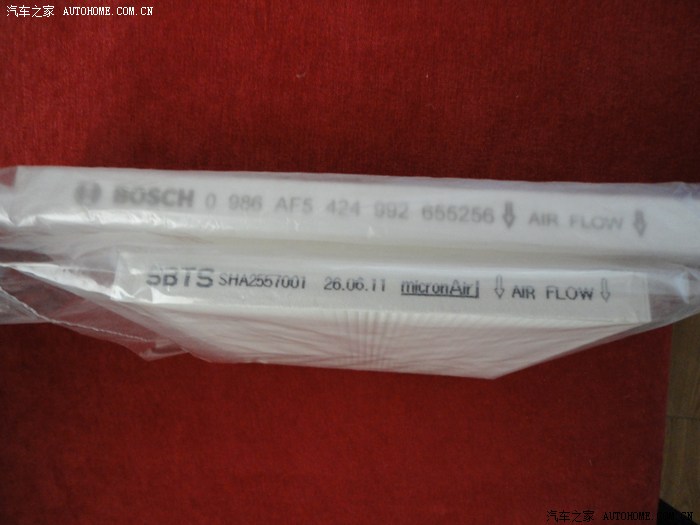 汽车之家 AUTOHOME.COM.CN
BOSCH 0 986 AF5 424 992 655256 AIR FLOW
SBTS SHA2557001 26.06.11 micronAir AIR FLOW
汽车之家 AUTOHOME.COM.CN